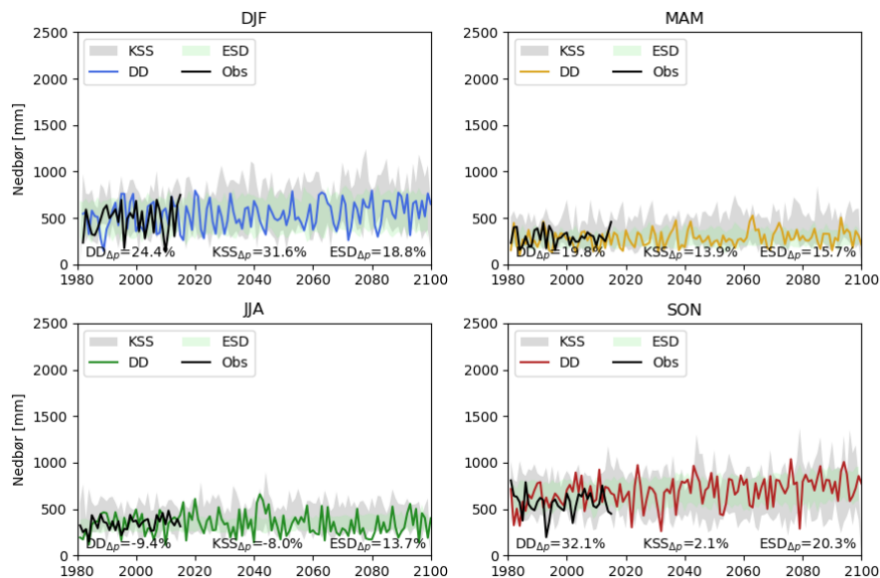 DJF
Nedbør [mm]
2500
2000
1500
1000
500
0
KSS
ESD
DD
Obs
DDΔp=24.4%
KSSΔp=31.6%
ESDΔp=18.8%
1980 2000 2020 2040 2060 2080 2100
MAM
2500
2000
1500
1000
500
0
KSS
ESD
DD
Obs
DDΔp=19.8%
KSSΔp=13.9%
ESDΔp=15.7%
1980 2000 2020 2040 2060 2080 2100
JJA
Nedbør [mm]
2500
2000
1500
1000
500
0
KSS
ESD
DD
Obs
DDΔp=-9.4%
KSSΔp=-8.0%
ESDΔp=13.7%
1980 2000 2020 2040 2060 2080 2100
SON
2500
2000
1500
1000
500
0
KSS
ESD
DD
Obs
DDΔp=32.1%
KSSΔp=2.1%
ESDΔp=20.3%
1980 2000 2020 2040 2060 2080 2100